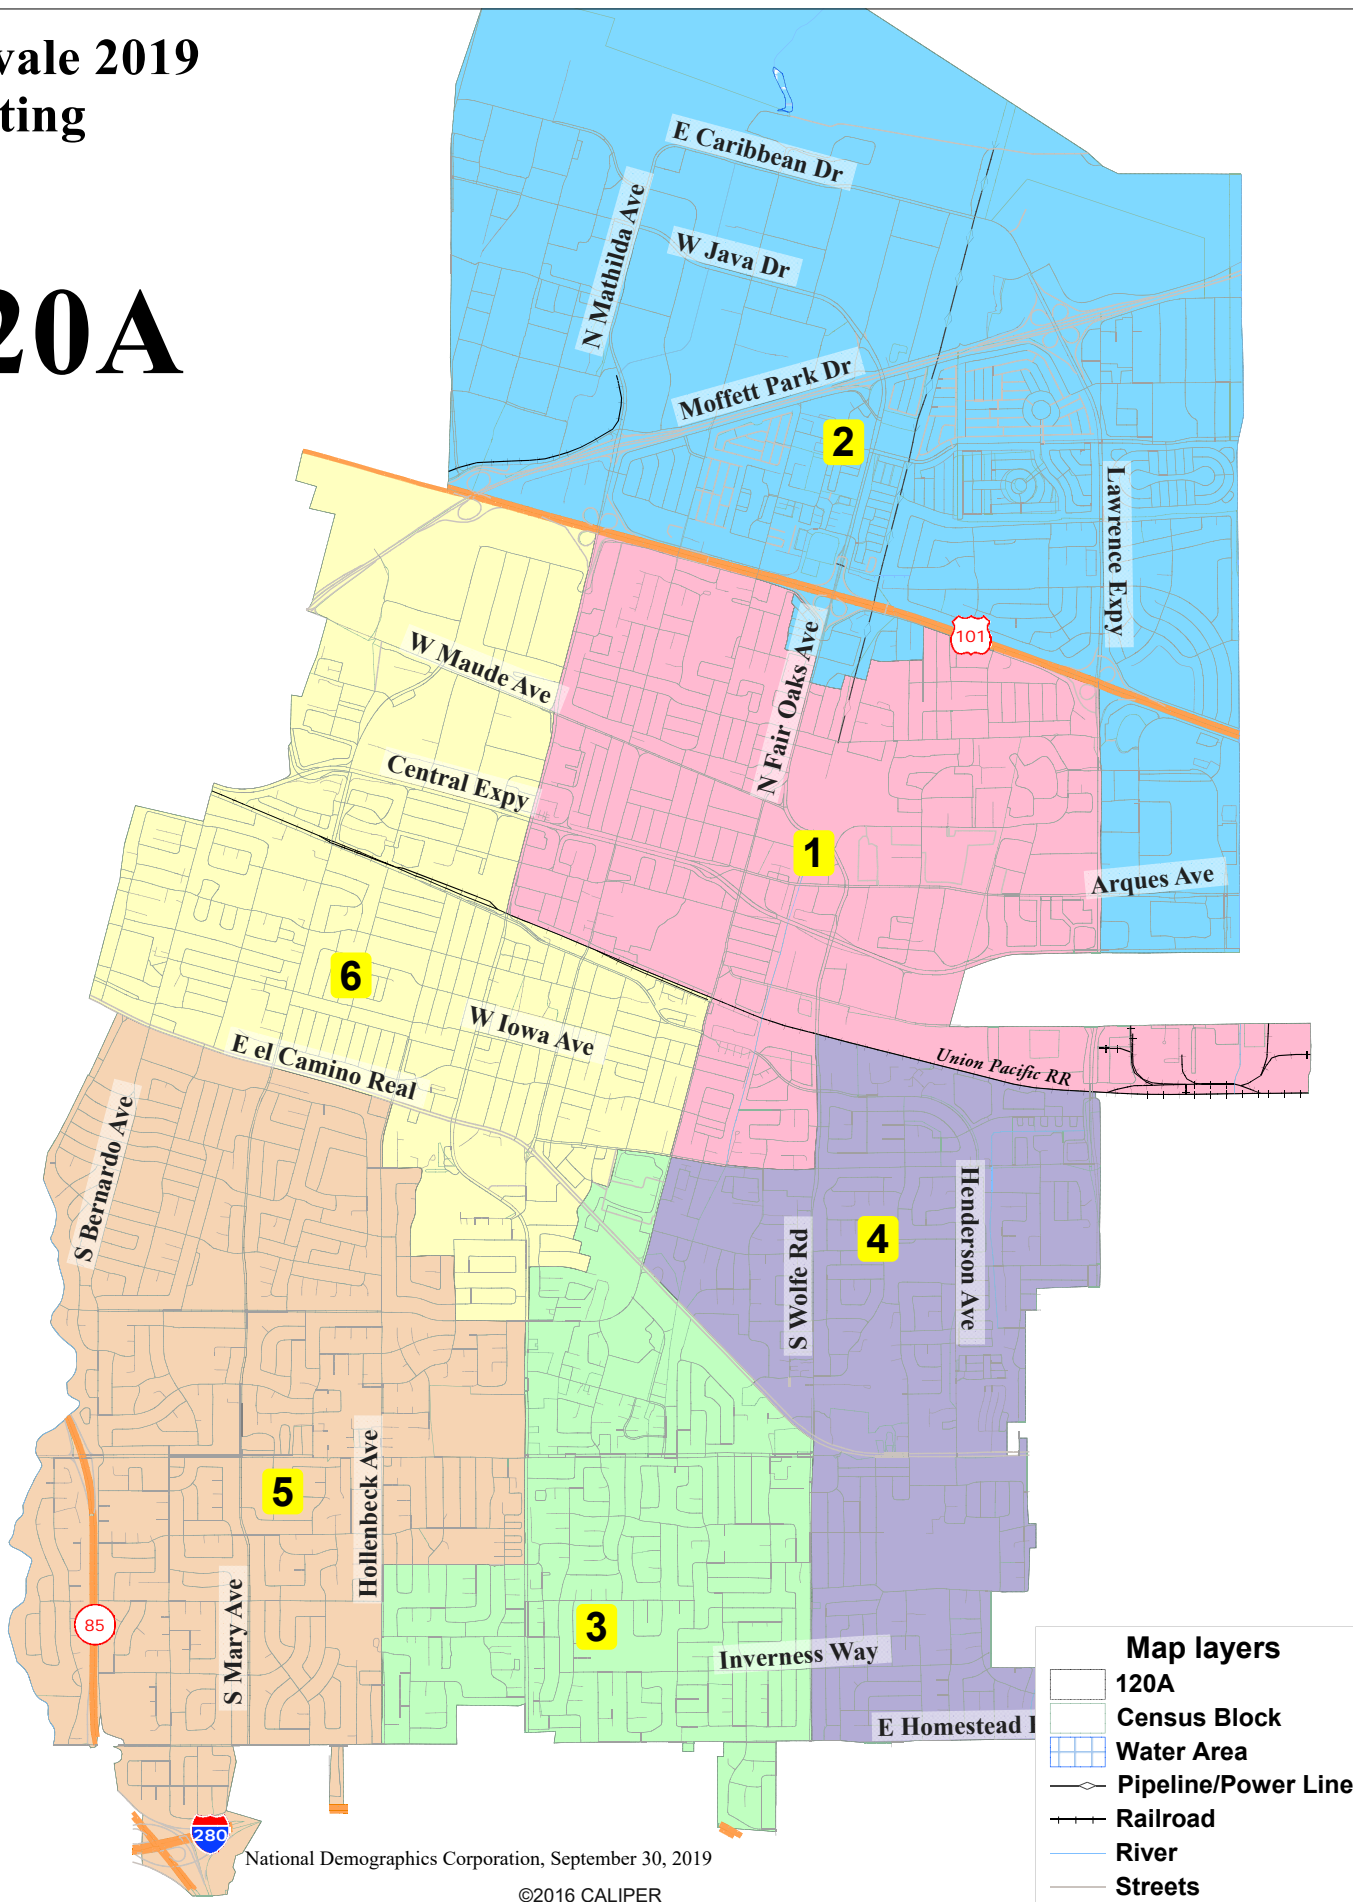 vale 2019
ting
20A
E Caribbean Dr
N Mathilda Ave
W Java Dr
Moffett Park Dr
2
Lawrence Expy
101
W Maude Ave
N Fair Oaks Ave
Central Expy
1
Arques Ave
6
W Iowa Ave
E el Camino Real
Union Pacific RR
S Bernardo Ave
Henderson Ave
4
S Wolfe Rd
Hollenbeck Ave
5
S Mary Ave
85
3
Inverness Way
E Homestead
280
Map layers
120A
Census Block
Water Area
Pipeline/Power Line
Railroad
River
Streets
National Demographics Corporation, September 30, 2019
©2016 CALIPER